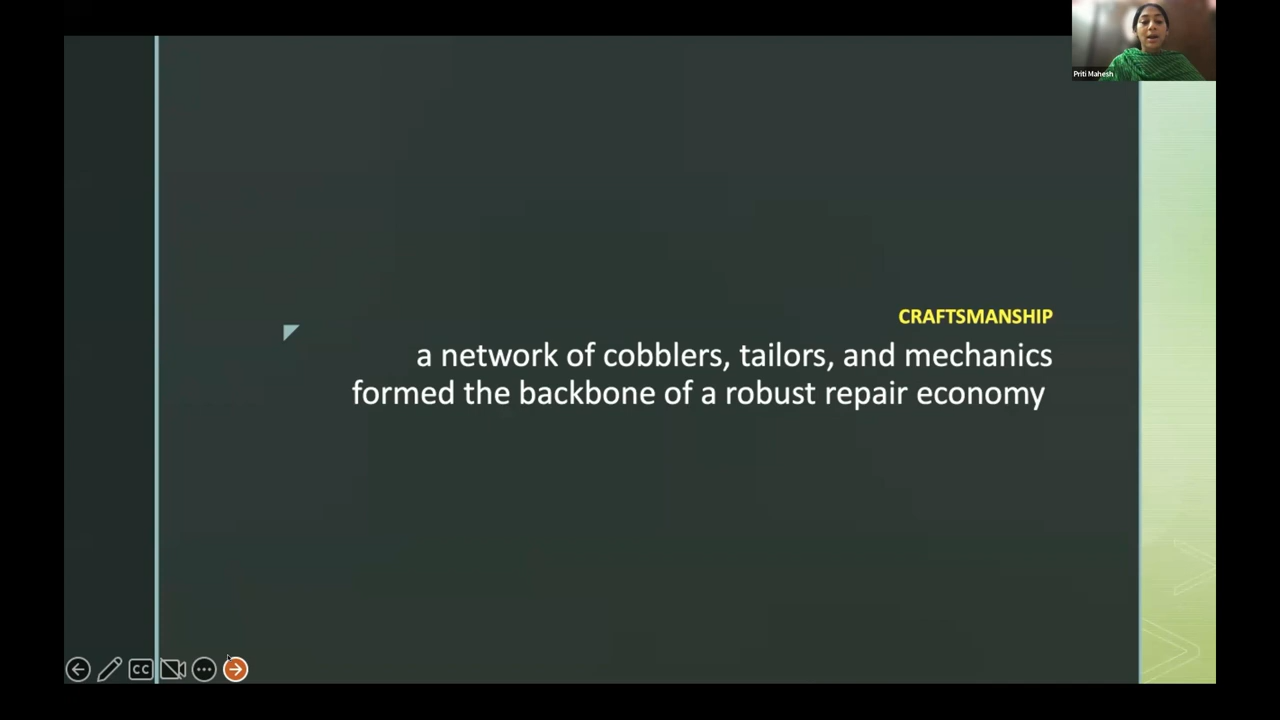 Priti Mahesh
CRAFTSMANSHIP
a network of cobblers, tailors, and mechanics
formed the backbone of a robust repair economy
CC